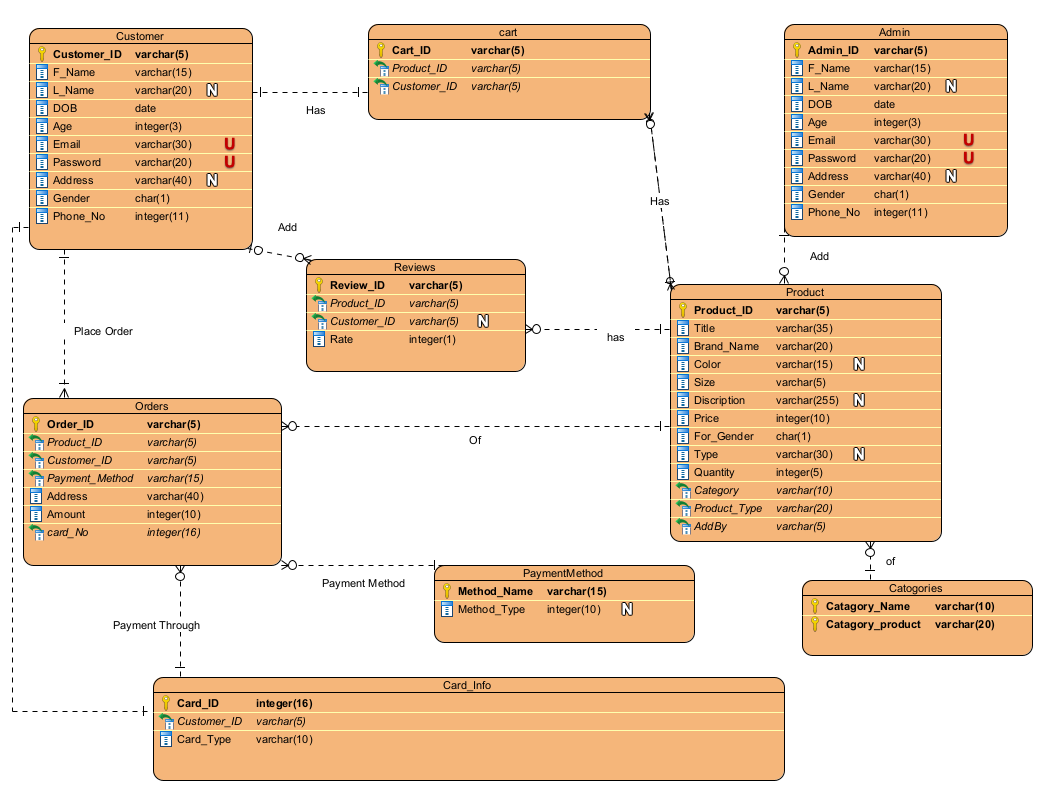 Customer
Customer_ID varchar(5)
F_Name varchar(15)
L_Name varchar(20) N
DOB date
Age integer(3)
Email varchar(30) U
Password varchar(20) U
Address varchar(40) N
Gender char(1)
Phone_No integer(11)
cart
Cart_ID varchar(5)
Product_ID varchar(5)
Customer_ID varchar(5)
Admin
Admin_ID varchar(5)
F_Name varchar(15)
L_Name varchar(20) N
DOB date
Age integer(3)
Email varchar(30) U
Password varchar(20) U
Address varchar(40) N
Gender char(1)
Phone_No integer(11)
Has
Has
Add
Add
Reviews
Review_ID varchar(5)
Product_ID varchar(5)
Customer_ID varchar(5) N
Rate integer(1)
has
Product
Product_ID varchar(5)
Title varchar(35)
Brand_Name varchar(20)
Color varchar(15) N
Size varchar(5)
Discription varchar(255) N
Price integer(10)
For_Gender char(1)
Type varchar(30) N
Quantity integer(5)
Category varchar(10)
Product_Type varchar(20)
AddBy varchar(5)
Place Order
Orders
Order_ID varchar(5)
Product_ID varchar(5)
Customer_ID varchar(5)
Payment_Method varchar(15)
Address varchar(40)
Amount integer(10)
card_No integer(16)
Of
of
Payment Method
PaymentMethod
Method_Name varchar(15)
Method_Type integer(10) N
Catogories
Catagory_Name varchar(10)
Catagory_product varchar(20)
Payment Through
Card_Info
Card_ID integer(16)
Customer_ID varchar(5)
Card_Type varchar(10)